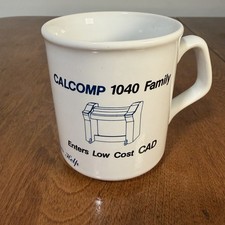 CALCOMP 1040 Family
Enters Low Cost CAD